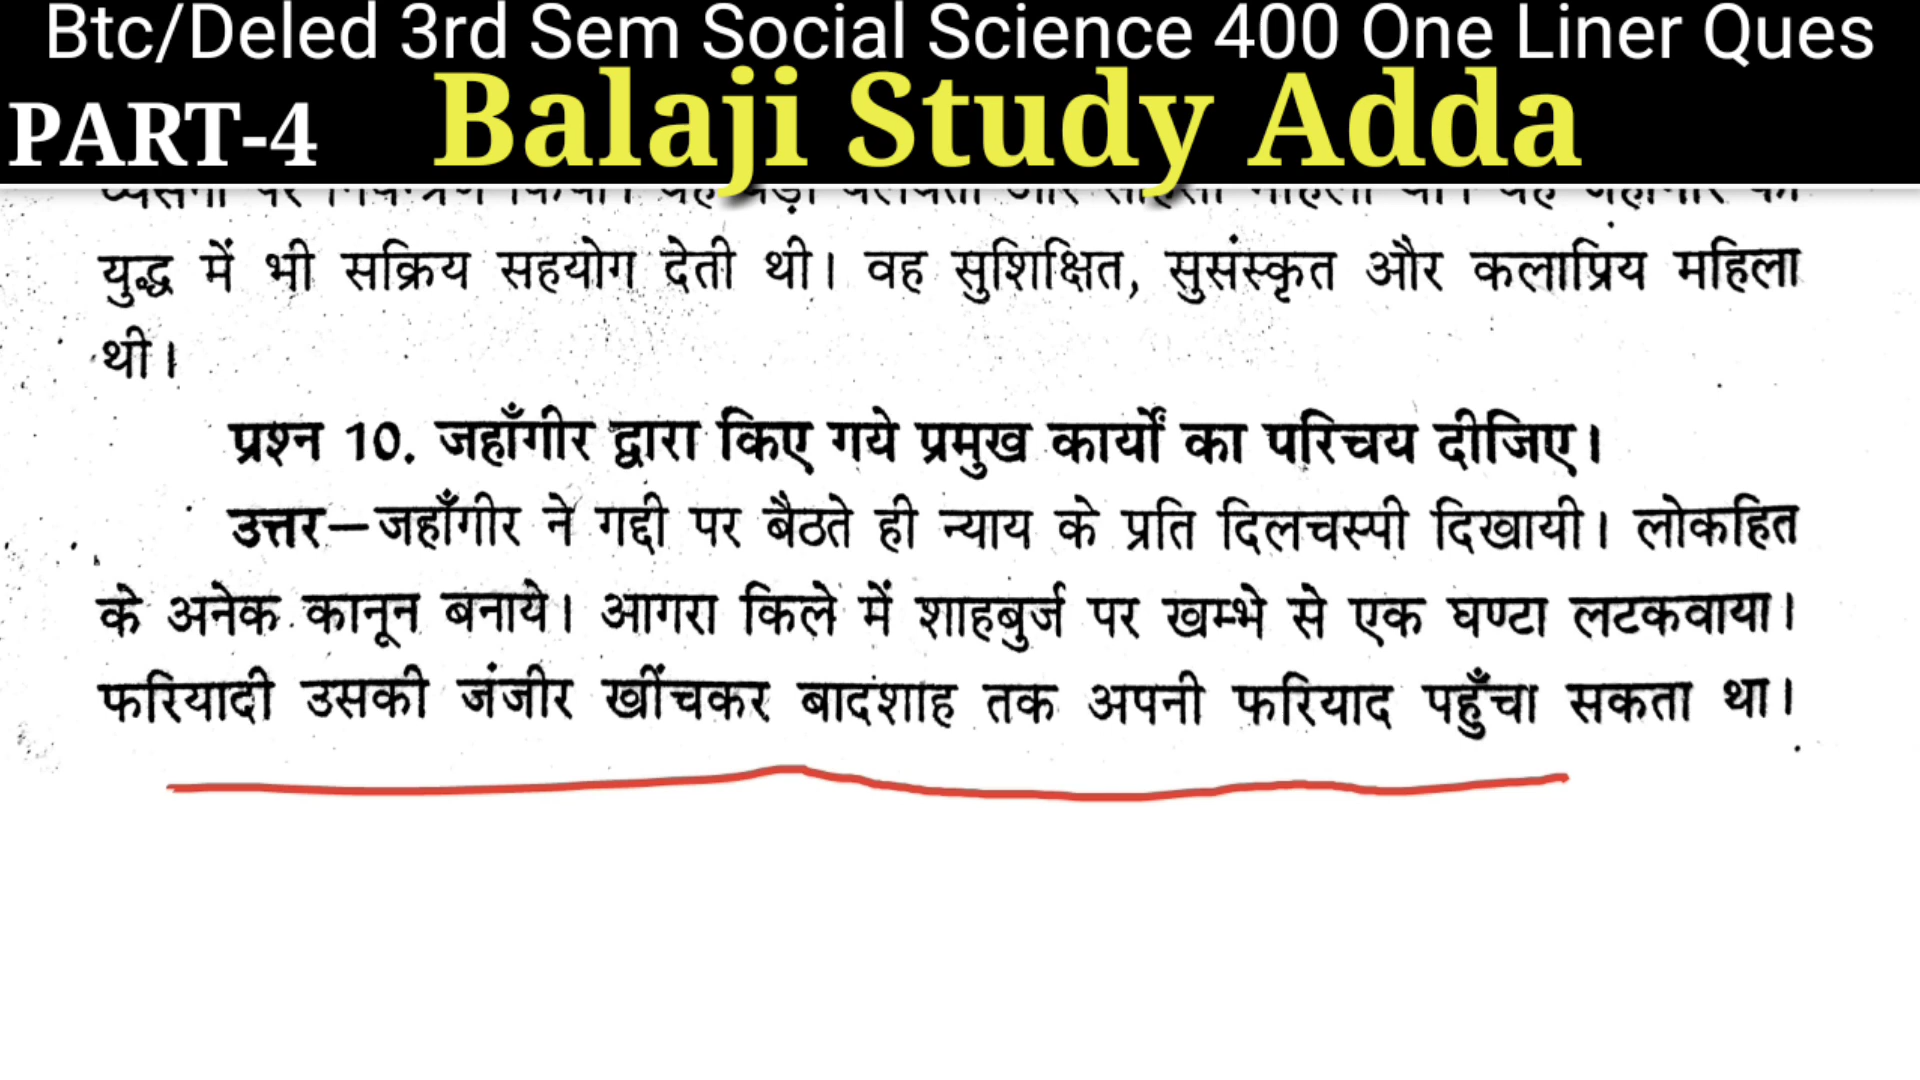 Btc/Deled 3rd Sem Social Science 400 One Liner Ques
PART-4 Balaji Study Adda
युद्ध में भी सक्रिय सहयोग देती थी। वह सुशिक्षित, सुसंस्कृत और कलाप्रिय महिला
थी।
प्रश्न 10. जहाँगीर द्वारा किए गये प्रमुख कार्यों का परिचय दीजिए।
उत्तर–जहाँगीर ने गद्दी पर बैठते ही न्याय के प्रति दिलचस्पी दिखायी। लोकहित
के अनेक कानून बनाये। आगरा किले में शाहबुर्ज पर खम्भे से एक घण्टा लटकवाया।
फरियादी उसकी जंजीर खींचकर बादशाह तक अपनी फरियाद पहुँचा सकता था।